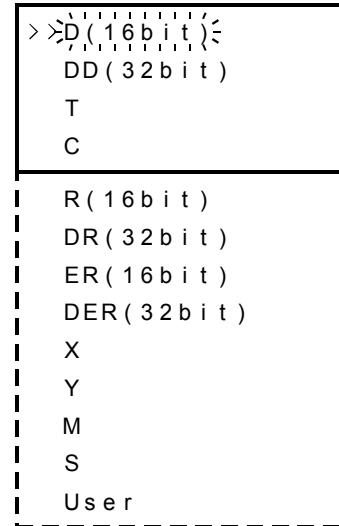 >>D(16bit)
DD(32bit)
T
C
R(16bit)
DR(32bit)
ER(16bit)
DER(32bit)
X
Y
M
S
User